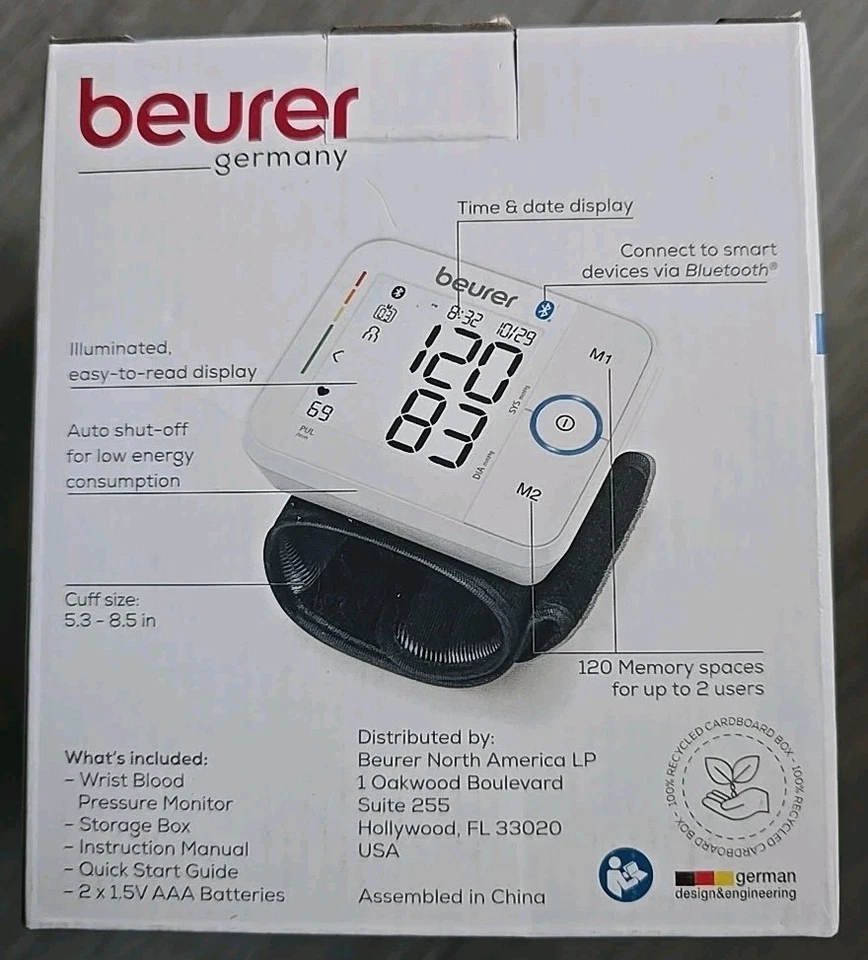 beurer
germany
Time & date display
Connect to smart
devices via Bluetooth®
beurer
8:32 10/29
120
SYS mmHg
83
DIA mmHg
69
PUL
/min
M1
M2
Illuminated,
easy-to-read display
Auto shut-off
for low energy
consumption
Cuff size:
5.3 - 8.5 in
120 Memory spaces
for up to 2 users
What's included:
- Wrist Blood
Pressure Monitor
- Storage Box
- Instruction Manual
- Quick Start Guide
- 2 x 1.5V AAA Batteries
Distributed by:
Beurer North America LP
1 Oakwood Boulevard
Suite 255
Hollywood, FL 33020
USA
Assembled in China
100% RECYCLED CARDBOARD BOX - 100% RECYCLED CARDBOARD BOX -
german
design&engineering